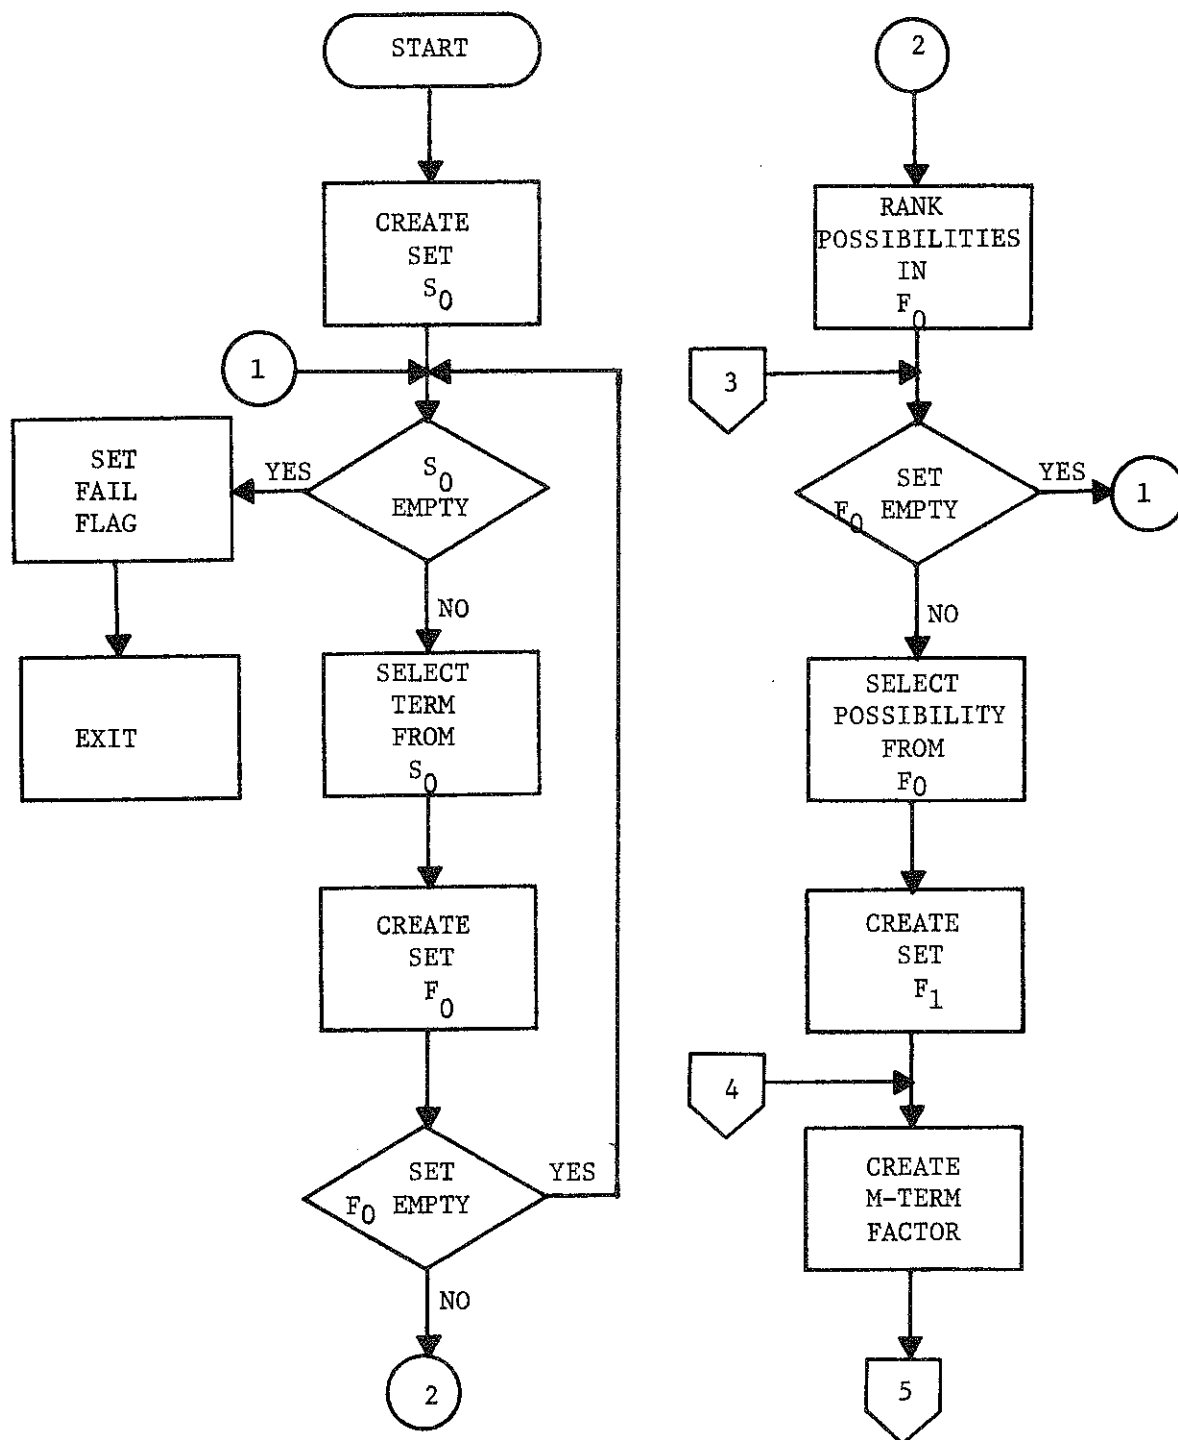 START
CREATE
SET
S0
1
S0
EMPTY
YES
SET
FAIL
FLAG
EXIT
NO
SELECT
TERM
FROM
S0
CREATE
SET
F0
SET
F0 EMPTY
YES
NO
2
2
RANK
POSSIBILITIES
IN
F0
3
SET
F0 EMPTY
YES
1
NO
SELECT
POSSIBILITY
FROM
F0
CREATE
SET
F1
4
CREATE
M-TERM
FACTOR
5